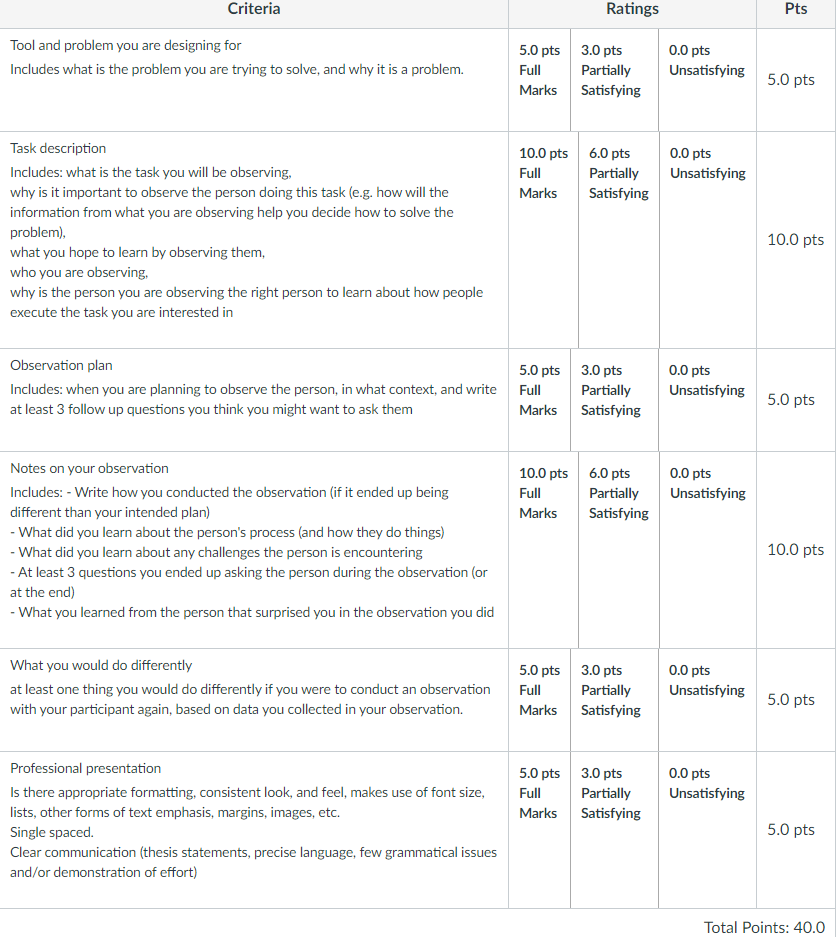 Criteria Ratings Pts
Tool and problem you are designing for
Includes what is the problem you are trying to solve, and why it is a problem.
5.0 pts
Full
Marks
3.0 pts
Partially
Satisfying
0.0 pts
Unsatisfying
5.0 pts
Task description
Includes: what is the task you will be observing,
why is it important to observe the person doing this task (e.g. how will the
information from what you are observing help you decide how to solve the
problem),
what you hope to learn by observing them,
who you are observing,
why is the person you are observing the right person to learn about how people
execute the task you are interested in
10.0 pts
Full
Marks
6.0 pts
Partially
Satisfying
0.0 pts
Unsatisfying
10.0 pts
Observation plan
Includes: when you are planning to observe the person, in what context, and write
at least 3 follow up questions you think you might want to ask them
5.0 pts
Full
Marks
3.0 pts
Partially
Satisfying
0.0 pts
Unsatisfying
5.0 pts
Notes on your observation
Includes: - Write how you conducted the observation (if it ended up being
different than your intended plan)
- What did you learn about the person's process (and how they do things)
- What did you learn about any challenges the person is encountering
- At least 3 questions you ended up asking the person during the observation (or
at the end)
- What you learned from the person that surprised you in the observation you did
10.0 pts
Full
Marks
6.0 pts
Partially
Satisfying
0.0 pts
Unsatisfying
10.0 pts
What you would do differently
at least one thing you would do differently if you were to conduct an observation
with your participant again, based on data you collected in your observation.
5.0 pts
Full
Marks
3.0 pts
Partially
Satisfying
0.0 pts
Unsatisfying
5.0 pts
Professional presentation
Is there appropriate formatting, consistent look, and feel, makes use of font size,
lists, other forms of text emphasis, margins, images, etc.
Single spaced.
Clear communication (thesis statements, precise language, few grammatical issues
and/or demonstration of effort)
5.0 pts
Full
Marks
3.0 pts
Partially
Satisfying
0.0 pts
Unsatisfying
5.0 pts
Total Points: 40.0